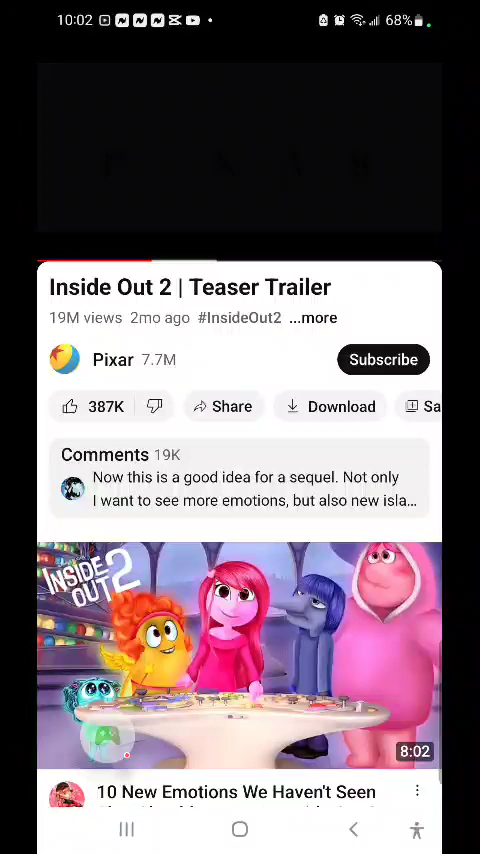 10:02
68%
Inside Out 2 | Teaser Trailer
19M views 2mo ago #InsideOut2 ...more
Pixar 7.7M
Subscribe
387K
Share
Download
Sa
Comments 19K
Now this is a good idea for a sequel. Not only
I want to see more emotions, but also new isla...
INSIDE
OUT 2
8:02
10 New Emotions We Haven't Seen